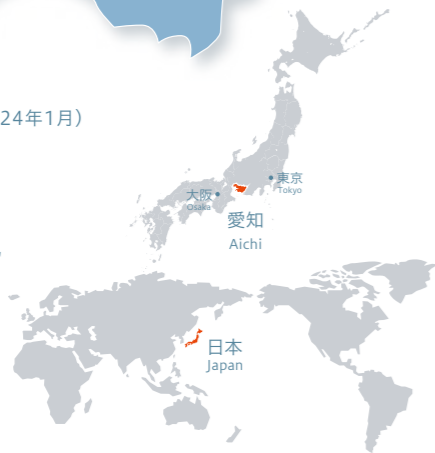 24年1月）
東京
Tokyo
大阪
Osaka
愛知
Aichi
日本
Japan